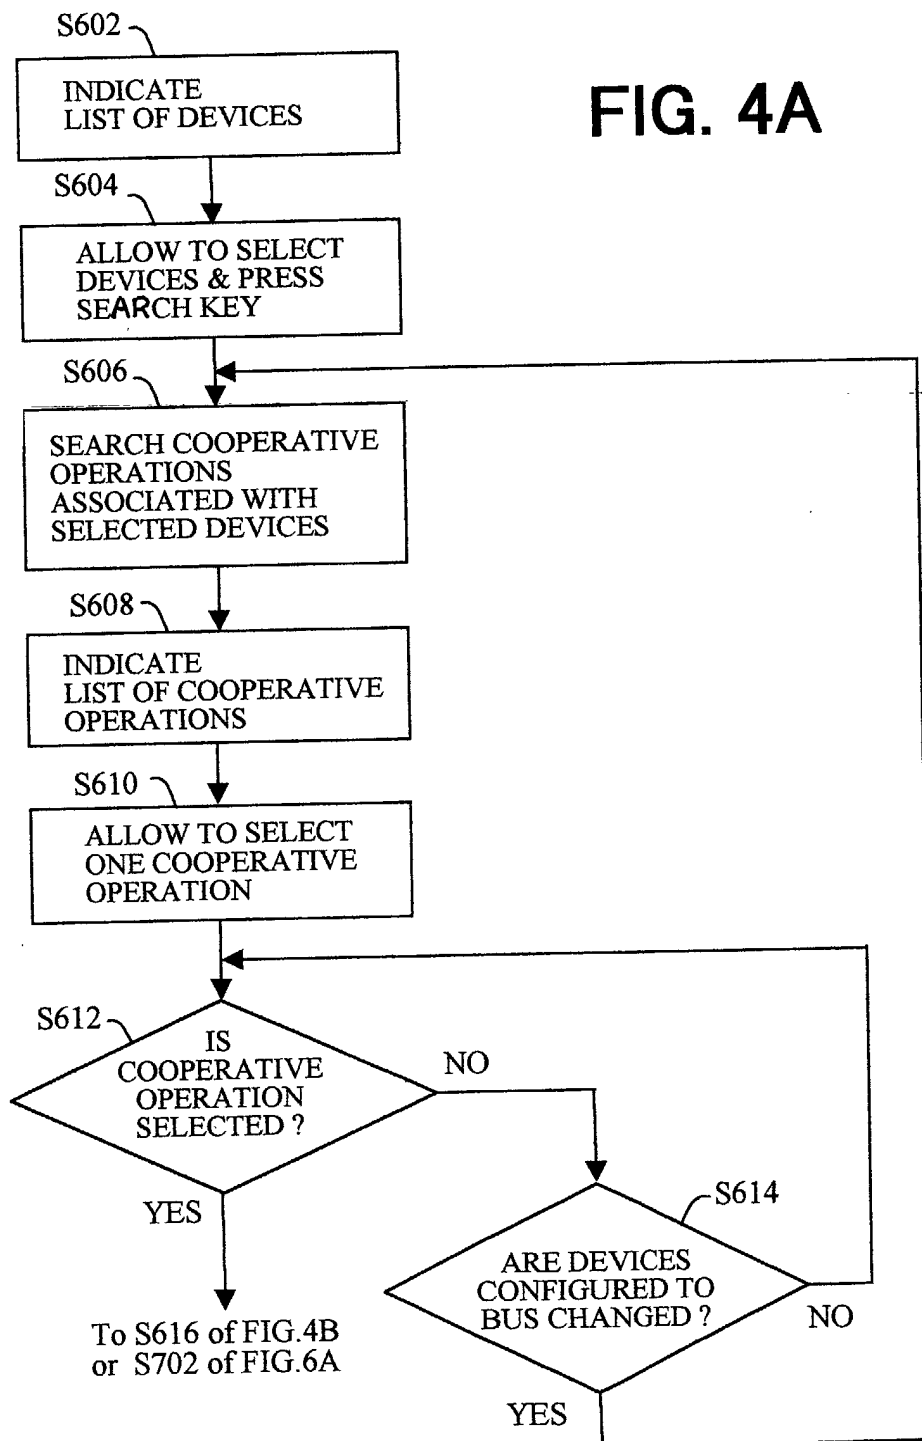 FIG. 4A
S602
INDICATE
LIST OF DEVICES
S604
ALLOW TO SELECT
DEVICES & PRESS
SEARCH KEY
S606
SEARCH COOPERATIVE
OPERATIONS
ASSOCIATED WITH
SELECTED DEVICES
S608
INDICATE
LIST OF COOPERATIVE
OPERATIONS
S610
ALLOW TO SELECT
ONE COOPERATIVE
OPERATION
S612
IS
COOPERATIVE
OPERATION
SELECTED ?
NO
YES
To S616 of FIG.4B
or S702 of FIG.6A
S614
ARE DEVICES
CONFIGURED TO
BUS CHANGED ?
NO
YES